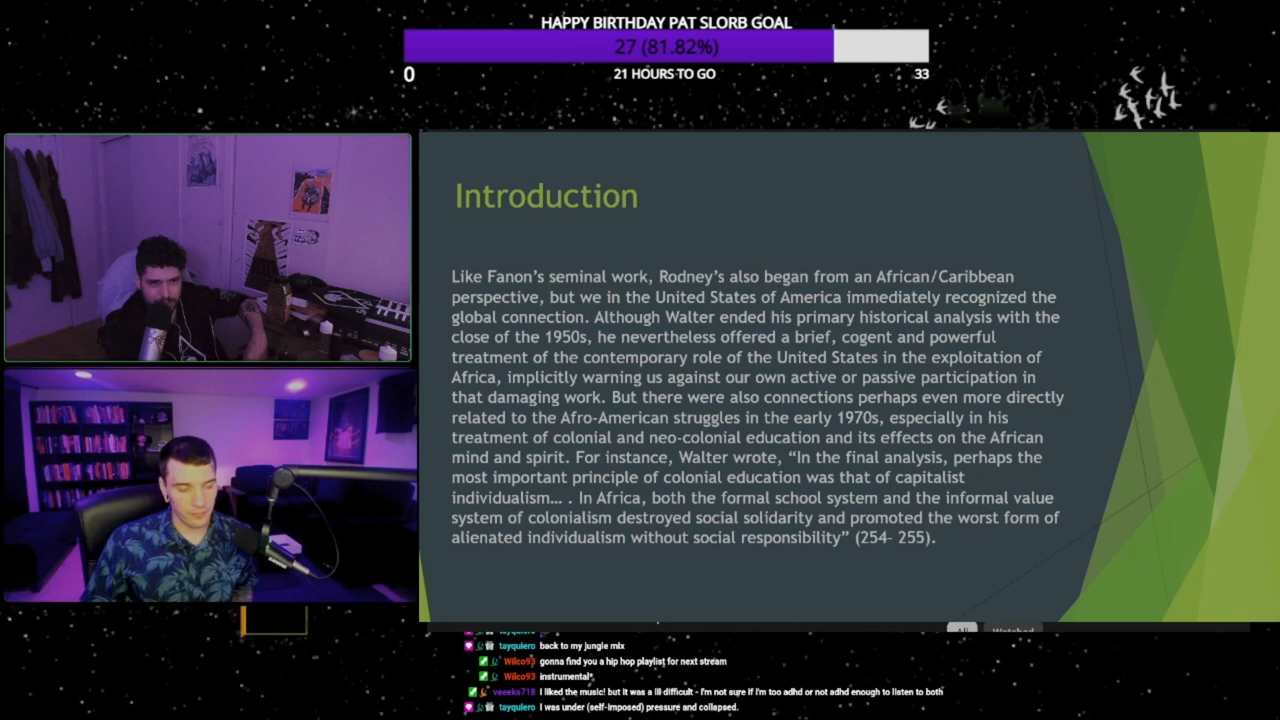 HAPPY BIRTHDAY PAT SLORB GOAL
27 (81.82%)
0
21 HOURS TO GO
33
Introduction
Like Fanon’s seminal work, Rodney’s also began from an African/Caribbean
perspective, but we in the United States of America immediately recognized the
global connection. Although Walter ended his primary historical analysis with the
close of the 1950s, he nevertheless offered a brief, cogent and powerful
treatment of the contemporary role of the United States in the exploitation of
Africa, implicitly warning us against our own active or passive participation in
that damaging work. But there were also connections perhaps even more directly
related to the Afro-American struggles in the early 1970s, especially in his
treatment of colonial and neo-colonial education and its effects on the African
mind and spirit. For instance, Walter wrote, “In the final analysis, perhaps the
most important principle of colonial education was that of capitalist
individualism… . In Africa, both the formal school system and the informal value
system of colonialism destroyed social solidarity and promoted the worst form of
alienated individualism without social responsibility” (254- 255).
All Watched
tayquiero
tayquiero back to my jungle mix
Wilco93 gonna find you a hip hop playlist for next stream
Wilco93 instrumental*
veeeka718 I liked the music! but it was a lil difficult - I'm not sure if I'm too adhd or not adhd enough to listen to both
tayquiero I was under (self-imposed) pressure and collapsed.